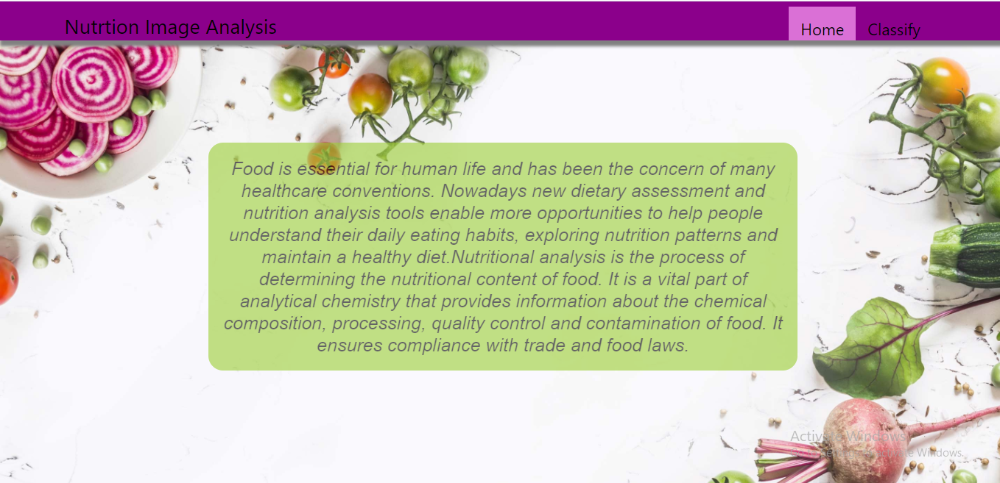 Nutrtion Image Analysis
Home
Classify
Food is essential for human life and has been the concern of many
healthcare conventions. Nowadays new dietary assessment and
nutrition analysis tools enable more opportunities to help people
understand their daily eating habits, exploring nutrition patterns and
maintain a healthy diet.Nutritional analysis is the process of
determining the nutritional content of food. It is a vital part of
analytical chemistry that provides information about the chemical
composition, processing, quality control and contamination of food. It
ensures compliance with trade and food laws.
Activate Windows
Windows.